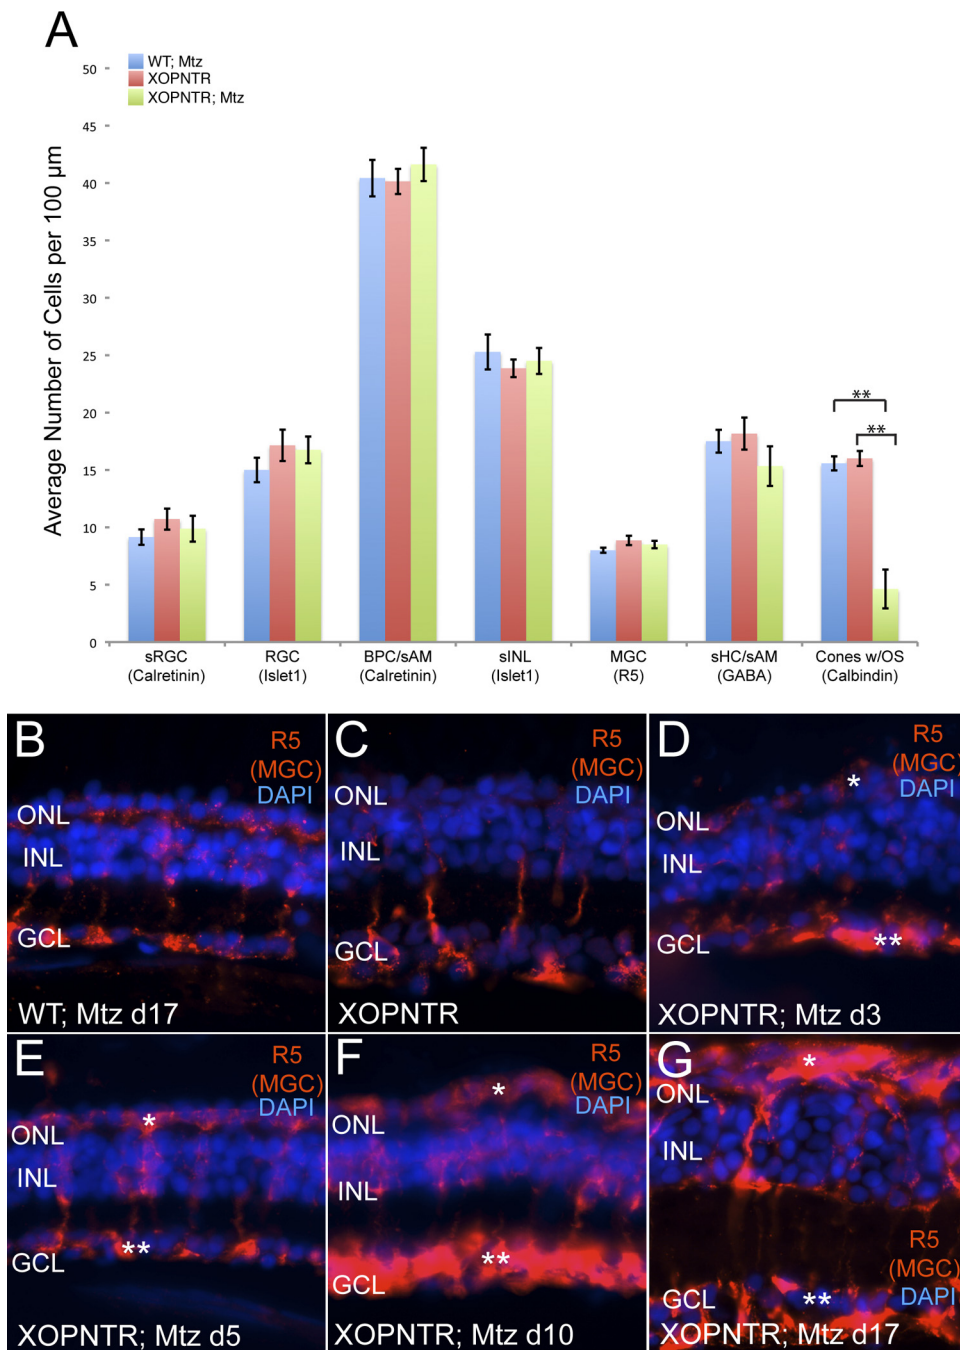 A
WT; Mtz
XOPNTR
XOPNTR; Mtz
Average Number of Cells per 100 µm
50
45
40
35
30
25
20
15
10
5
0
** 
**
sRGC
(Calretinin)
RGC
(Islet1)
BPC/sAM
(Calretinin)
sINL
(Islet1)
MGC
(R5)
sHC/sAM
(GABA)
Cones w/OS
(Calbindin)
B
R5
(MGC)
DAPI
ONL
INL
GCL
WT; Mtz d17
C
R5
(MGC)
DAPI
ONL
INL
GCL
XOPNTR
D
R5
(MGC)
DAPI
*
ONL
INL
GCL
**
XOPNTR; Mtz d3
E
R5
(MGC)
DAPI
*
ONL
INL
GCL
**
XOPNTR; Mtz d5
F
R5
(MGC)
DAPI
*
ONL
INL
**
GCL
XOPNTR; Mtz d10
G
*
ONL
INL
R5
(MGC)
DAPI
GCL
**
XOPNTR; Mtz d17